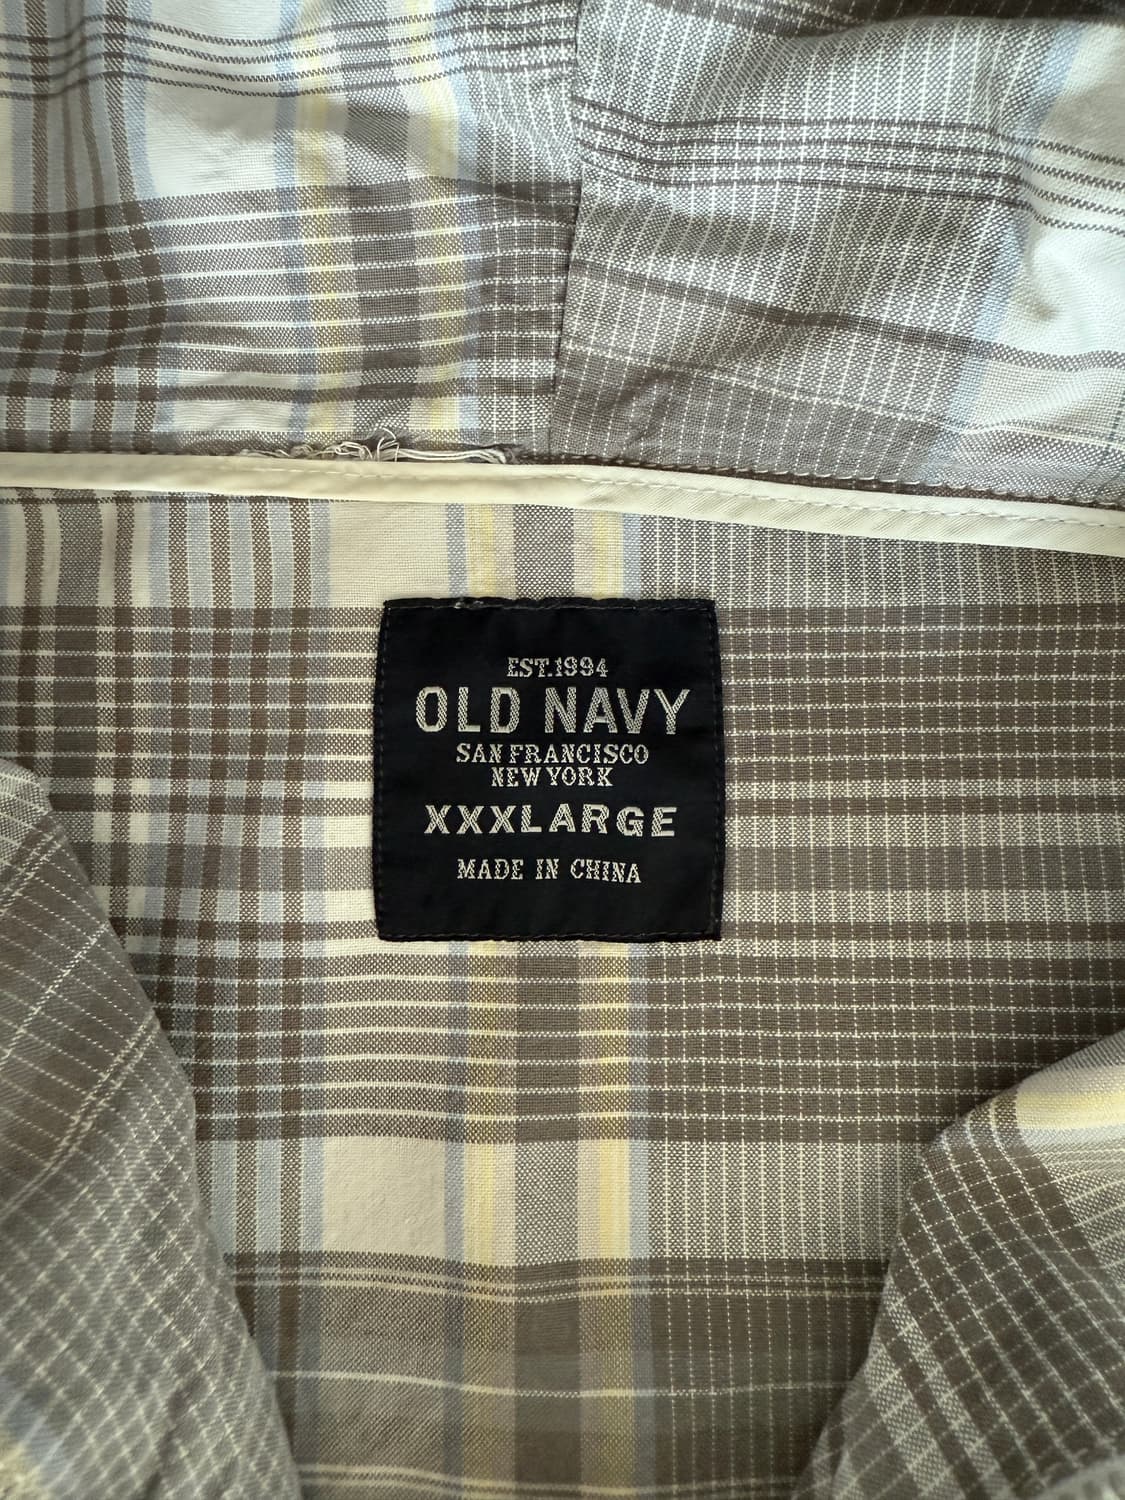 EST.1994
OLD NAVY
SAN FRANCISCO
NEW YORK
XXXLARGE
MADE IN CHINA